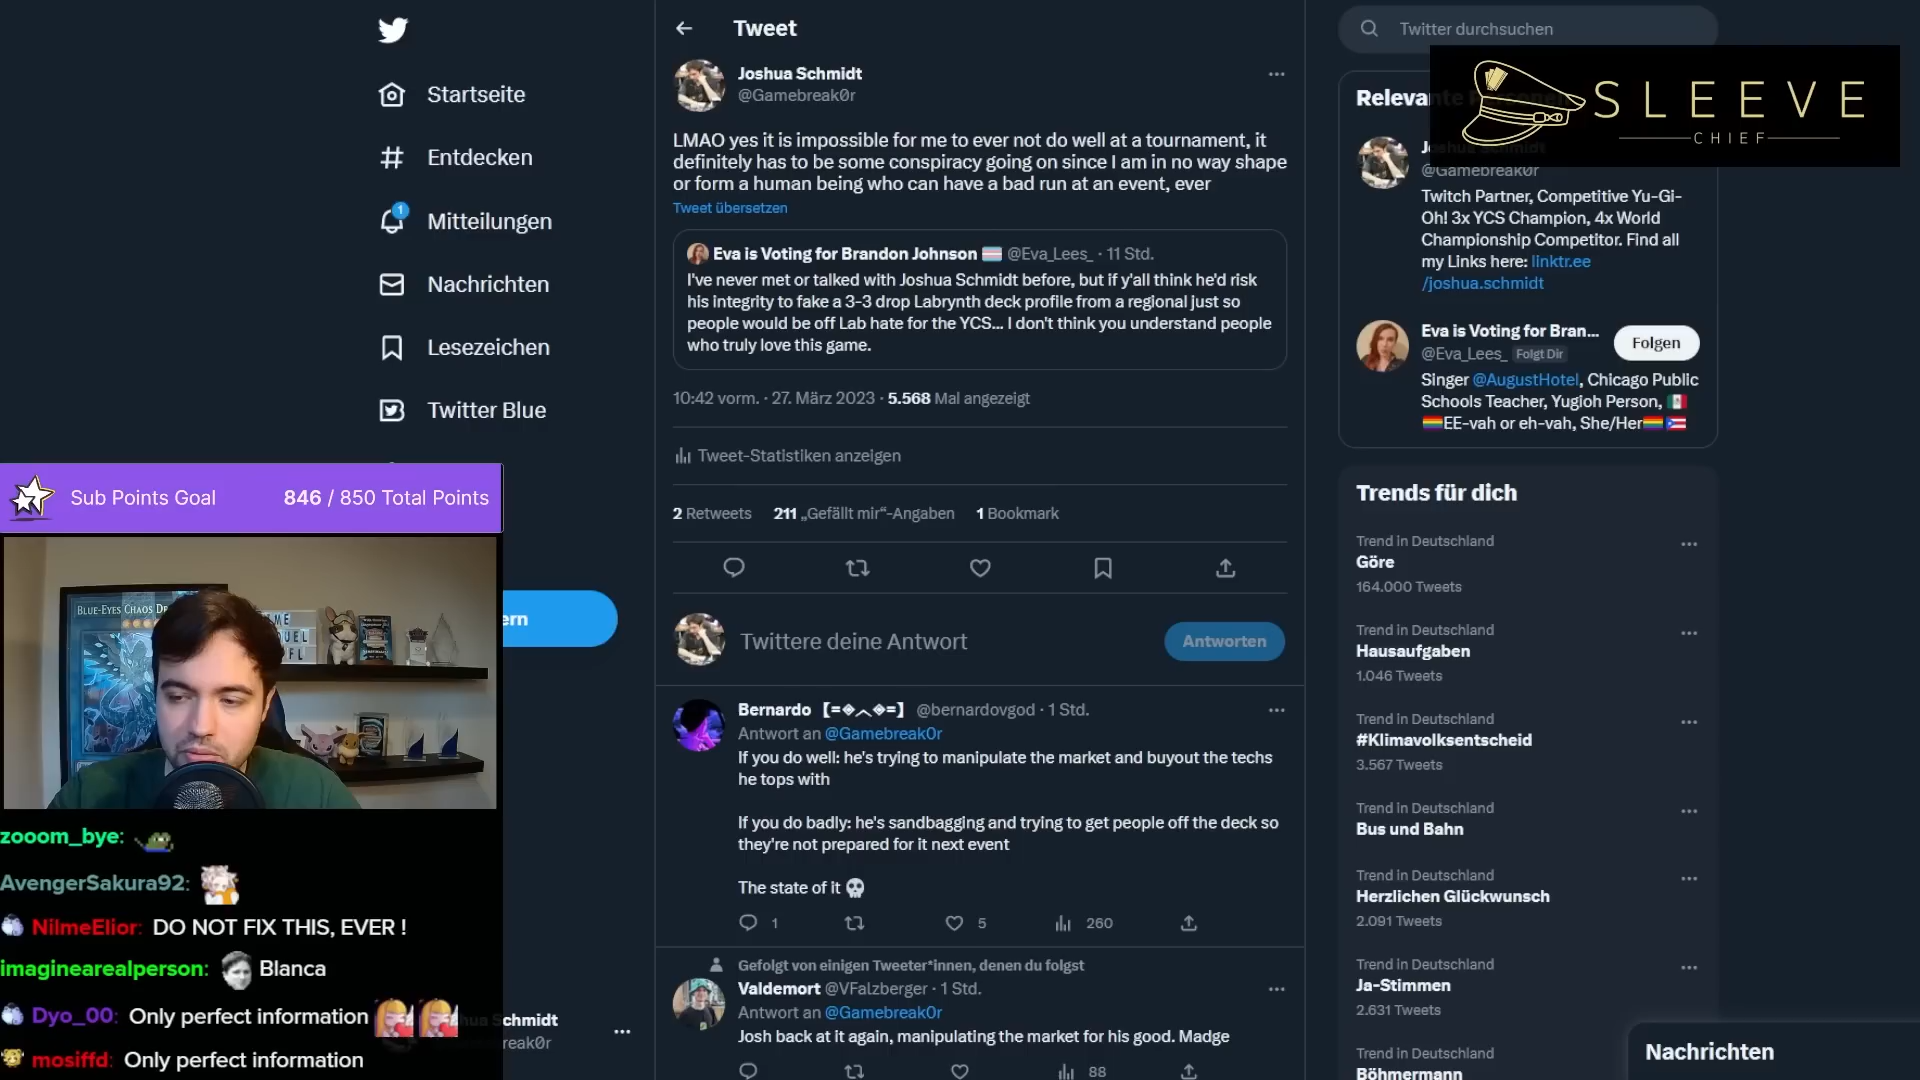 Startseite
Entdecken
1
Mitteilungen
Nachrichten
Lesezeichen
Twitter Blue
ern
Sub Points Goal
846 / 850 Total Points
BLUE-EYES CHAOS
zooom_bye:
AvengerSakura92:
NilmeElior: DO NOT FIX THIS, EVER !
imaginearealperson: Blanca
Dyo_00: Only perfect information
mosiffd: Only perfect information
Schmidt
Tweet
Joshua Schmidt
@Gamebreak0r
LMAO yes it is impossible for me to ever not do well at a tournament, it
definitely has to be some conspiracy going on since I am in no way shape
or form a human being who can have a bad run at an event, ever
Tweet übersetzen
Eva is Voting for Brandon Johnson @Eva_Lees_ · 11 Std.
I've never met or talked with Joshua Schmidt before, but if y'all think he'd risk
his integrity to fake a 3-3 drop Labrynth deck profile from a regional just so
people would be off Lab hate for the YCS... I don't think you understand people
who truly love this game.
10:42 vorm. · 27. März 2023 · 5.568 Mal angezeigt
Tweet-Statistiken anzeigen
2 Retweets 211 „Gefällt mir“-Angaben 1 Bookmark
Twittere deine Antwort
Antworten
Bernardo 【=◈︿◈=】 @bernardovgod · 1 Std.
Antwort an @Gamebreak0r
If you do well: he's trying to manipulate the market and buyout the techs
he tops with
If you do badly: he's sandbagging and trying to get people off the deck so
they're not prepared for it next event
The state of it 💀
1 5 260
Gefolgt von einigen Tweeter*innen, denen du folgst
Valdemort @VFalzberger · 1 Std.
Antwort an @Gamebreak0r
Josh back at it again, manipulating the market for his good. Madge
88
Twitter durchsuchen
SLEEVE
CHIEF
Relevante Personen
@Gamebreak0r
Twitch Partner, Competitive Yu-Gi-
Oh! 3x YCS Champion, 4x World
Championship Competitor. Find all
my Links here: linktr.ee
/joshua.schmidt
Eva is Voting for Bran...
@Eva_Lees_ Folgt Dir
Folgen
Singer @AugustHotel, Chicago Public
Schools Teacher, Yugioh Person, 🇲🇽
🏳️‍🌈EE-vah or eh-vah, She/Her🏳️‍🌈🇵🇷
Trends für dich
Trend in Deutschland
Göre
164.000 Tweets
Trend in Deutschland
Hausaufgaben
1.046 Tweets
Trend in Deutschland
#Klimavolksentscheid
3.567 Tweets
Trend in Deutschland
Bus und Bahn
Trend in Deutschland
Herzlichen Glückwunsch
2.091 Tweets
Trend in Deutschland
Ja-Stimmen
2.631 Tweets
Trend in Deutschland
Böhmermann
Nachrichten